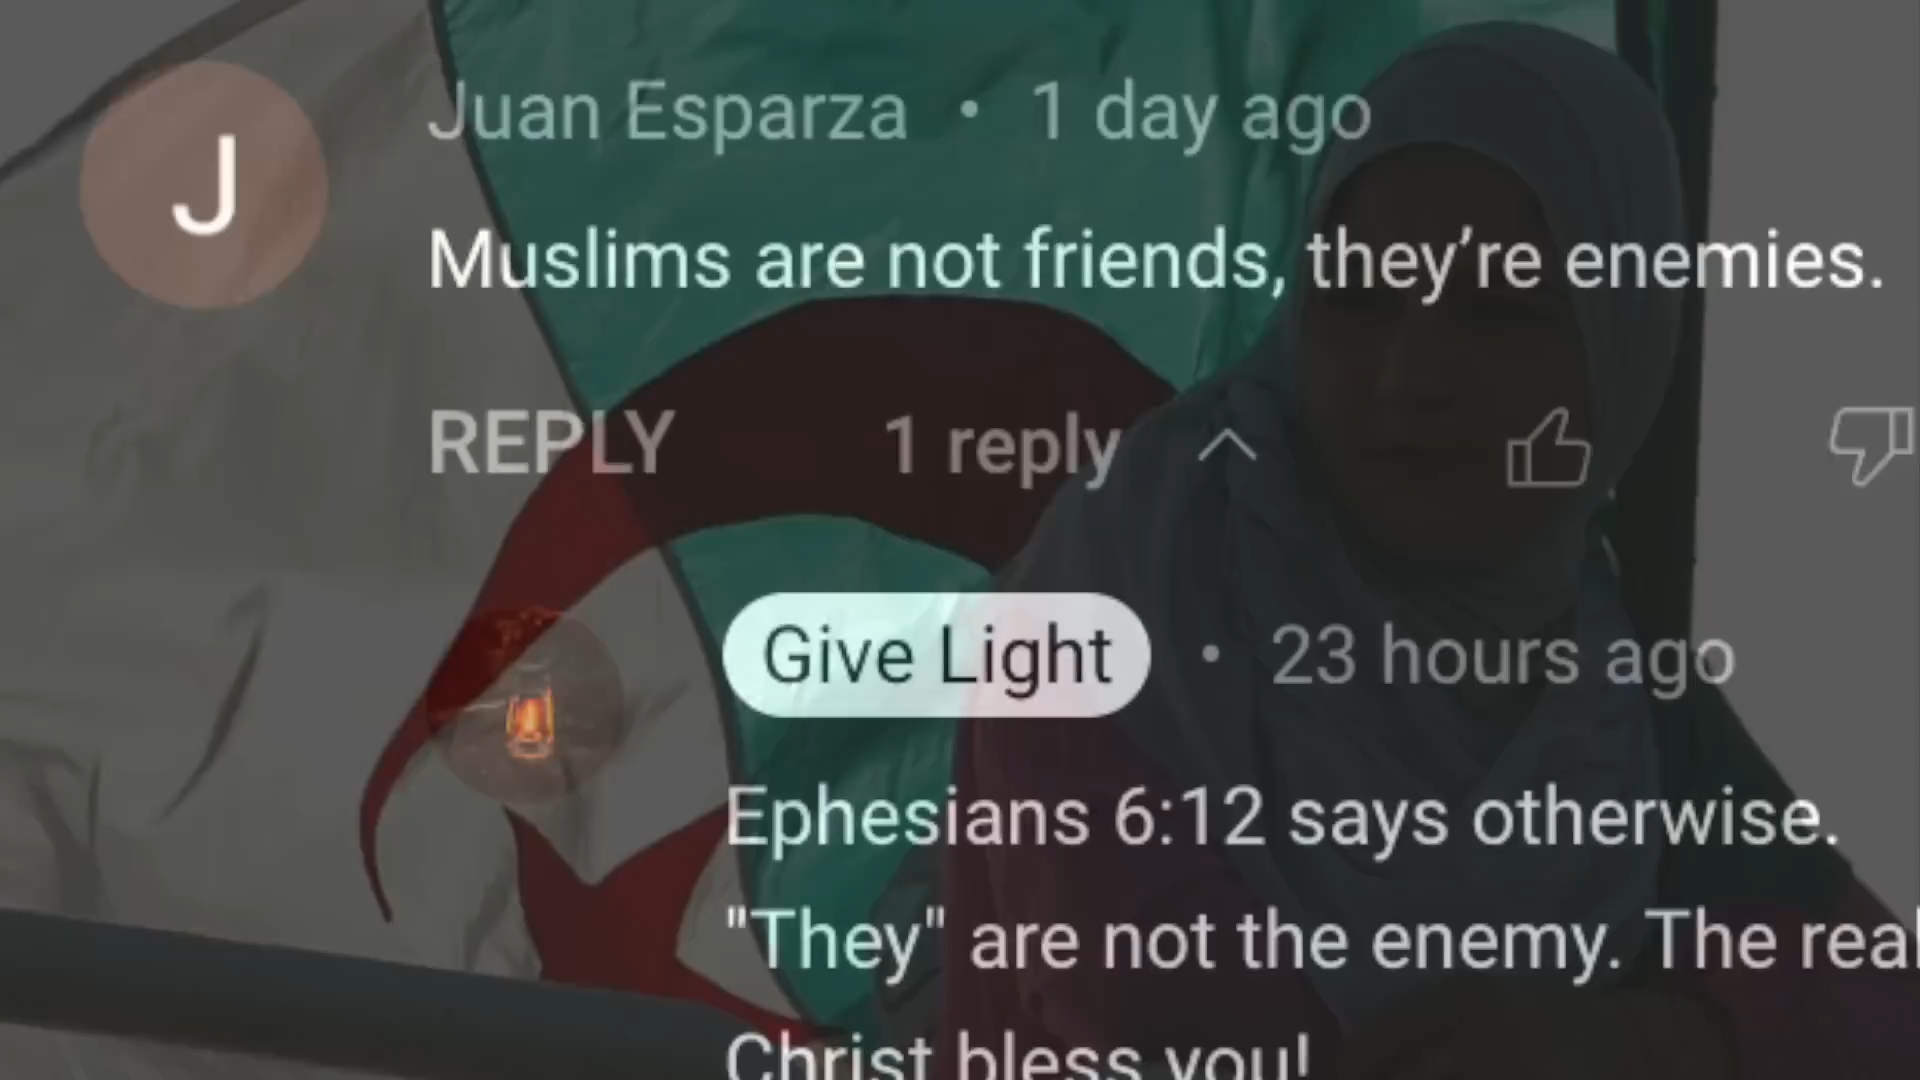 Juan Esparza • 1 day ago
J
Muslims are not friends, they’re enemies.
REPLY 1 reply
Give Light • 23 hours ago
Ephesians 6:12 says otherwise.
"They" are not the enemy. The real
Christ bless you!